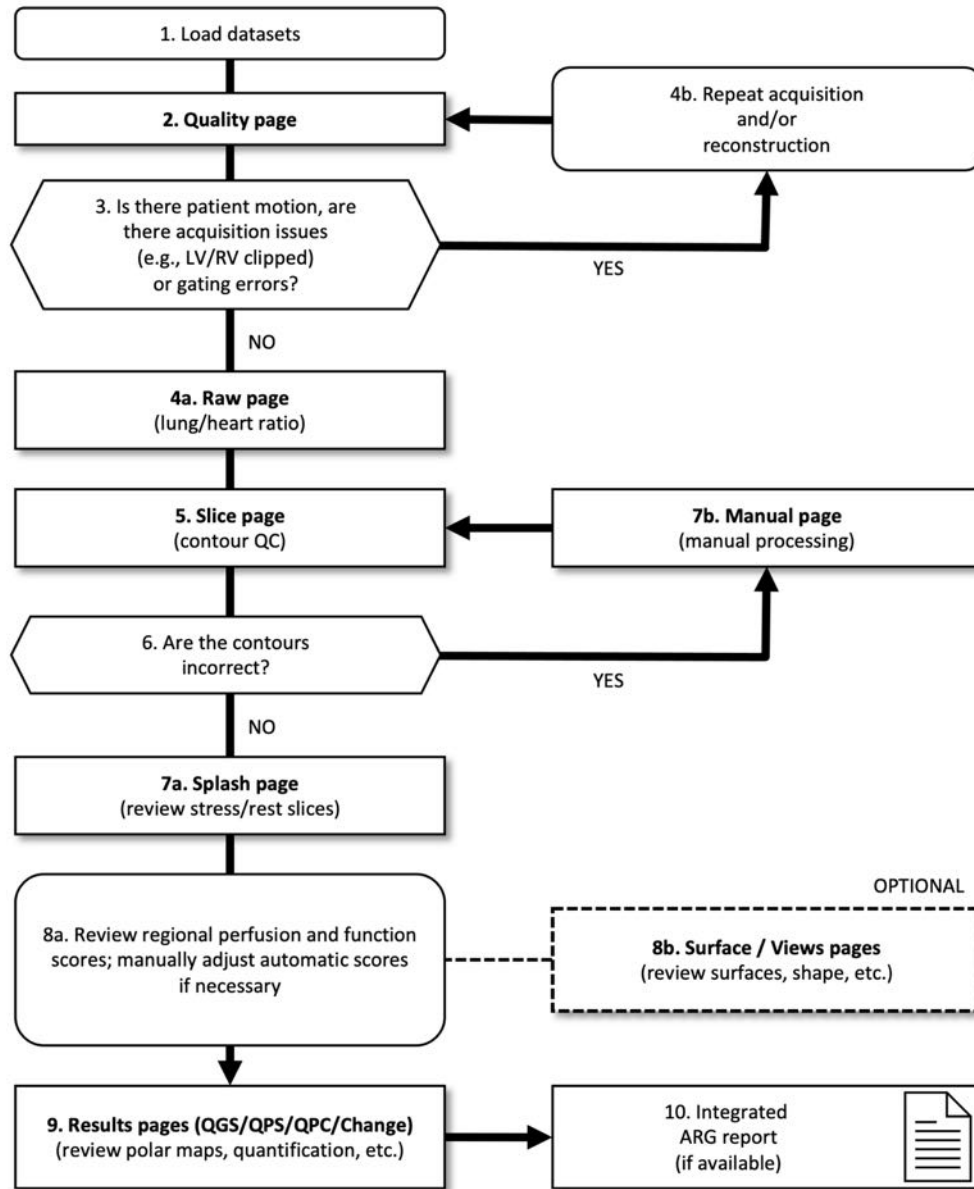 1. Load datasets
2. Quality page
4b. Repeat acquisition
and/or
reconstruction
3. Is there patient motion, are
there acquisition issues
(e.g., LV/RV clipped)
or gating errors?
YES
NO
4a. Raw page
(lung/heart ratio)
5. Slice page
(contour QC)
7b. Manual page
(manual processing)
6. Are the contours
incorrect?
YES
NO
7a. Splash page
(review stress/rest slices)
OPTIONAL
8a. Review regional perfusion and function
scores; manually adjust automatic scores
if necessary
8b. Surface / Views pages
(review surfaces, shape, etc.)
9. Results pages (QGS/QPS/QPC/Change)
(review polar maps, quantification, etc.)
10. Integrated
ARG report
(if available)